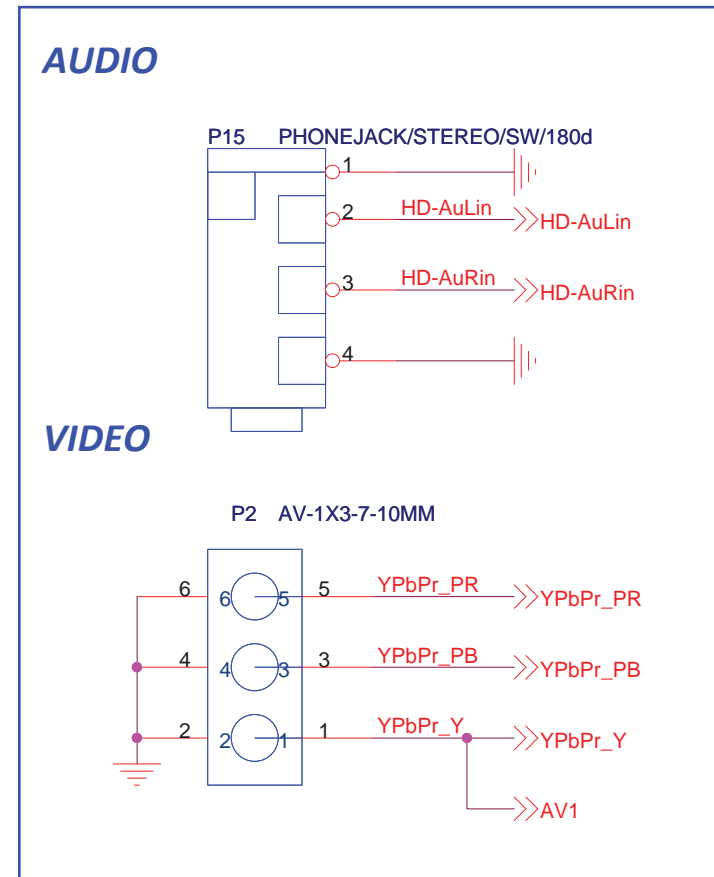 AUDIO
P15 PHONEJACK/STEREO/SW/180d
1
2 HD-AuLin HD-AuLin
3 HD-AuRin HD-AuRin
4
VIDEO
P2 AV-1X3-7-10MM
6 6 5 5 YPbPr_PR YPbPr_PR
4 4 3 3 YPbPr_PB YPbPr_PB
2 2 1 1 YPbPr_Y YPbPr_Y
AV1